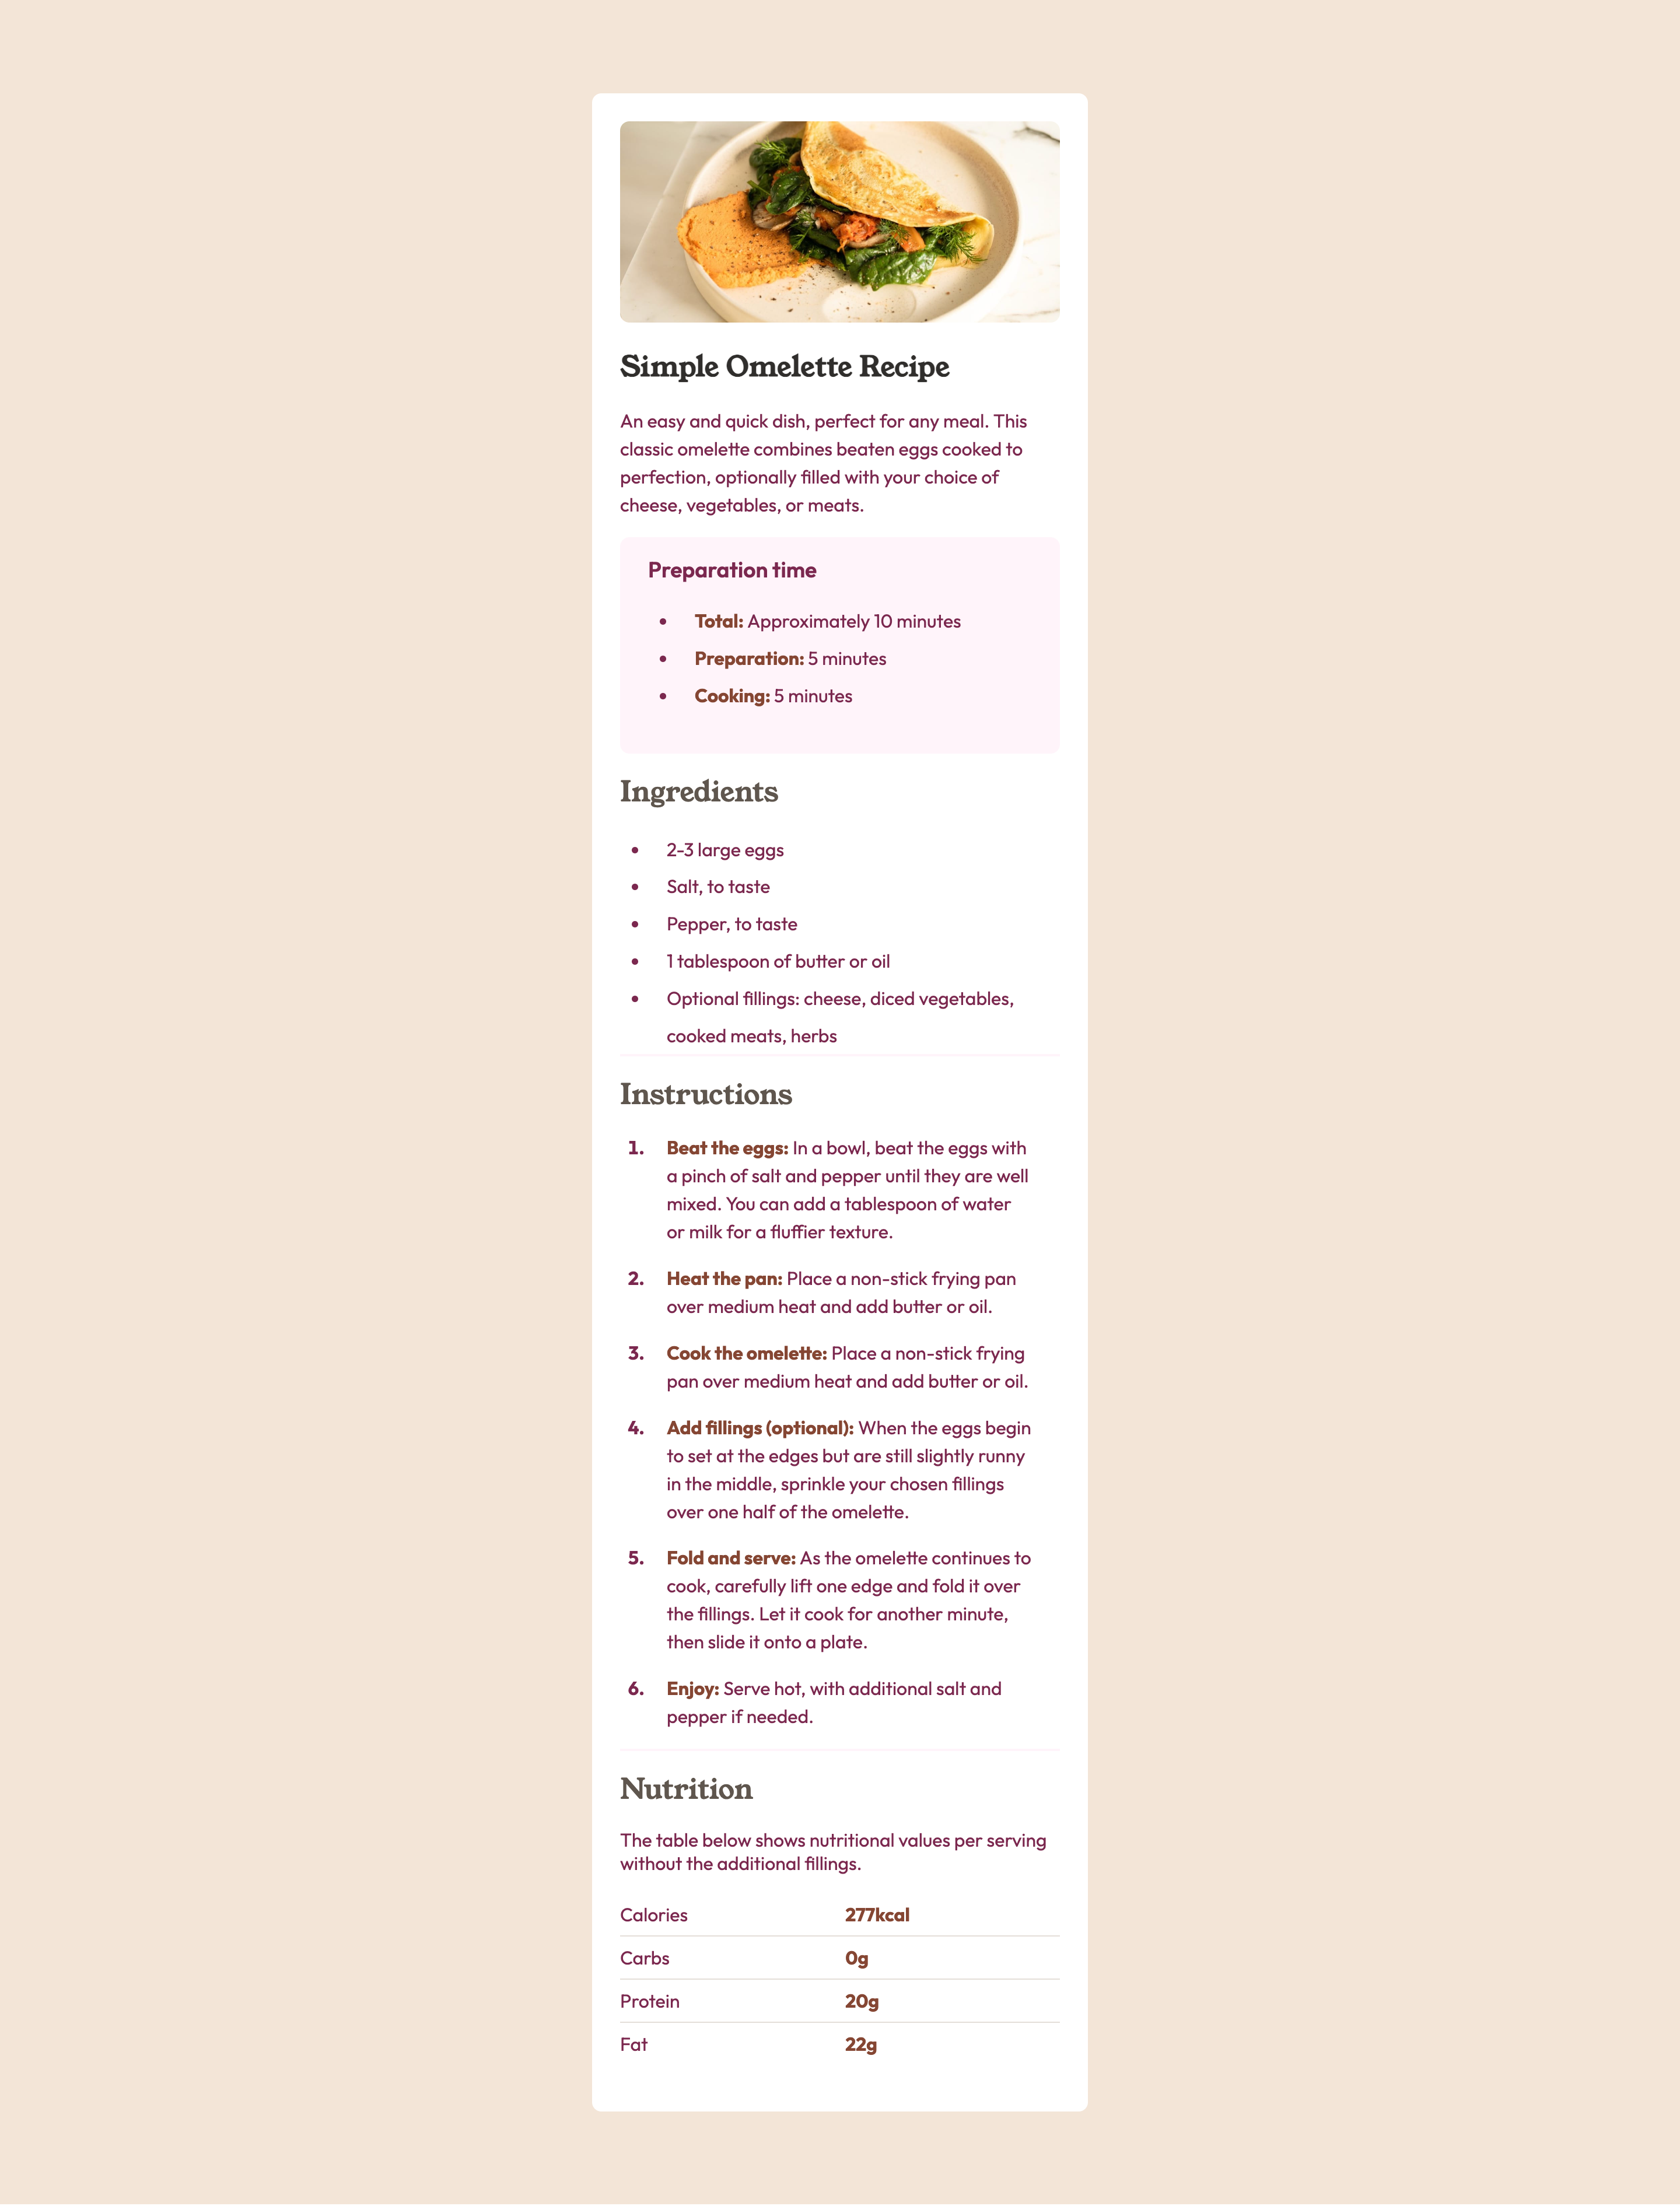 Simple Omelette Recipe
An easy and quick dish, perfect for any meal. This
classic omelette combines beaten eggs cooked to
perfection, optionally filled with your choice of
cheese, vegetables, or meats.
Preparation time
• Total: Approximately 10 minutes
• Preparation: 5 minutes
• Cooking: 5 minutes
Ingredients
• 2-3 large eggs
• Salt, to taste
• Pepper, to taste
• 1 tablespoon of butter or oil
• Optional fillings: cheese, diced vegetables,
cooked meats, herbs
Instructions
1. Beat the eggs: In a bowl, beat the eggs with
a pinch of salt and pepper until they are well
mixed. You can add a tablespoon of water
or milk for a fluffier texture.
2. Heat the pan: Place a non-stick frying pan
over medium heat and add butter or oil.
3. Cook the omelette: Place a non-stick frying
pan over medium heat and add butter or oil.
4. Add fillings (optional): When the eggs begin
to set at the edges but are still slightly runny
in the middle, sprinkle your chosen fillings
over one half of the omelette.
5. Fold and serve: As the omelette continues to
cook, carefully lift one edge and fold it over
the fillings. Let it cook for another minute,
then slide it onto a plate.
6. Enjoy: Serve hot, with additional salt and
pepper if needed.
Nutrition
The table below shows nutritional values per serving
without the additional fillings.
Calories 277kcal
Carbs 0g
Protein 20g
Fat 22g